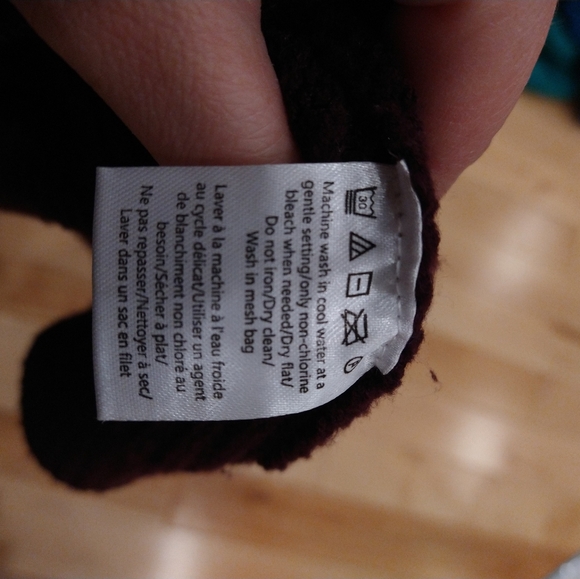 30
Machine wash in cool water at a
gentle setting/only non-chlorine
bleach when needed/Dry flat/
Do not iron/Dry clean/
Wash in mesh bag
Laver à la machine à l'eau froide
au cycle délicat/Utiliser un agent
de blanchiment non chloré au
besoin/Sécher à plat/
Ne pas repasser/Nettoyer à sec/
Laver dans un sac en filet